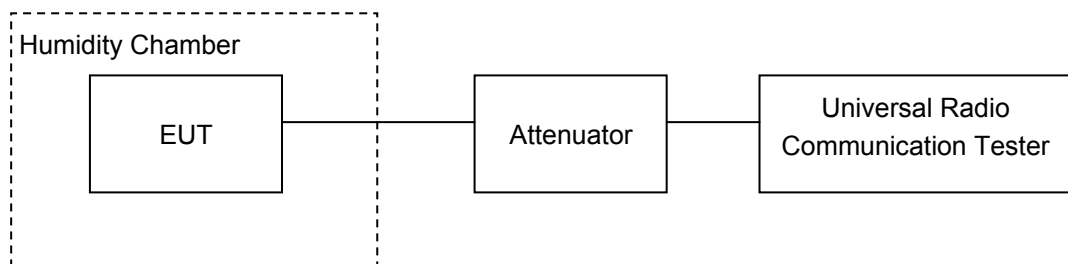 Humidity Chamber
EUT
Attenuator
Universal Radio
Communication Tester